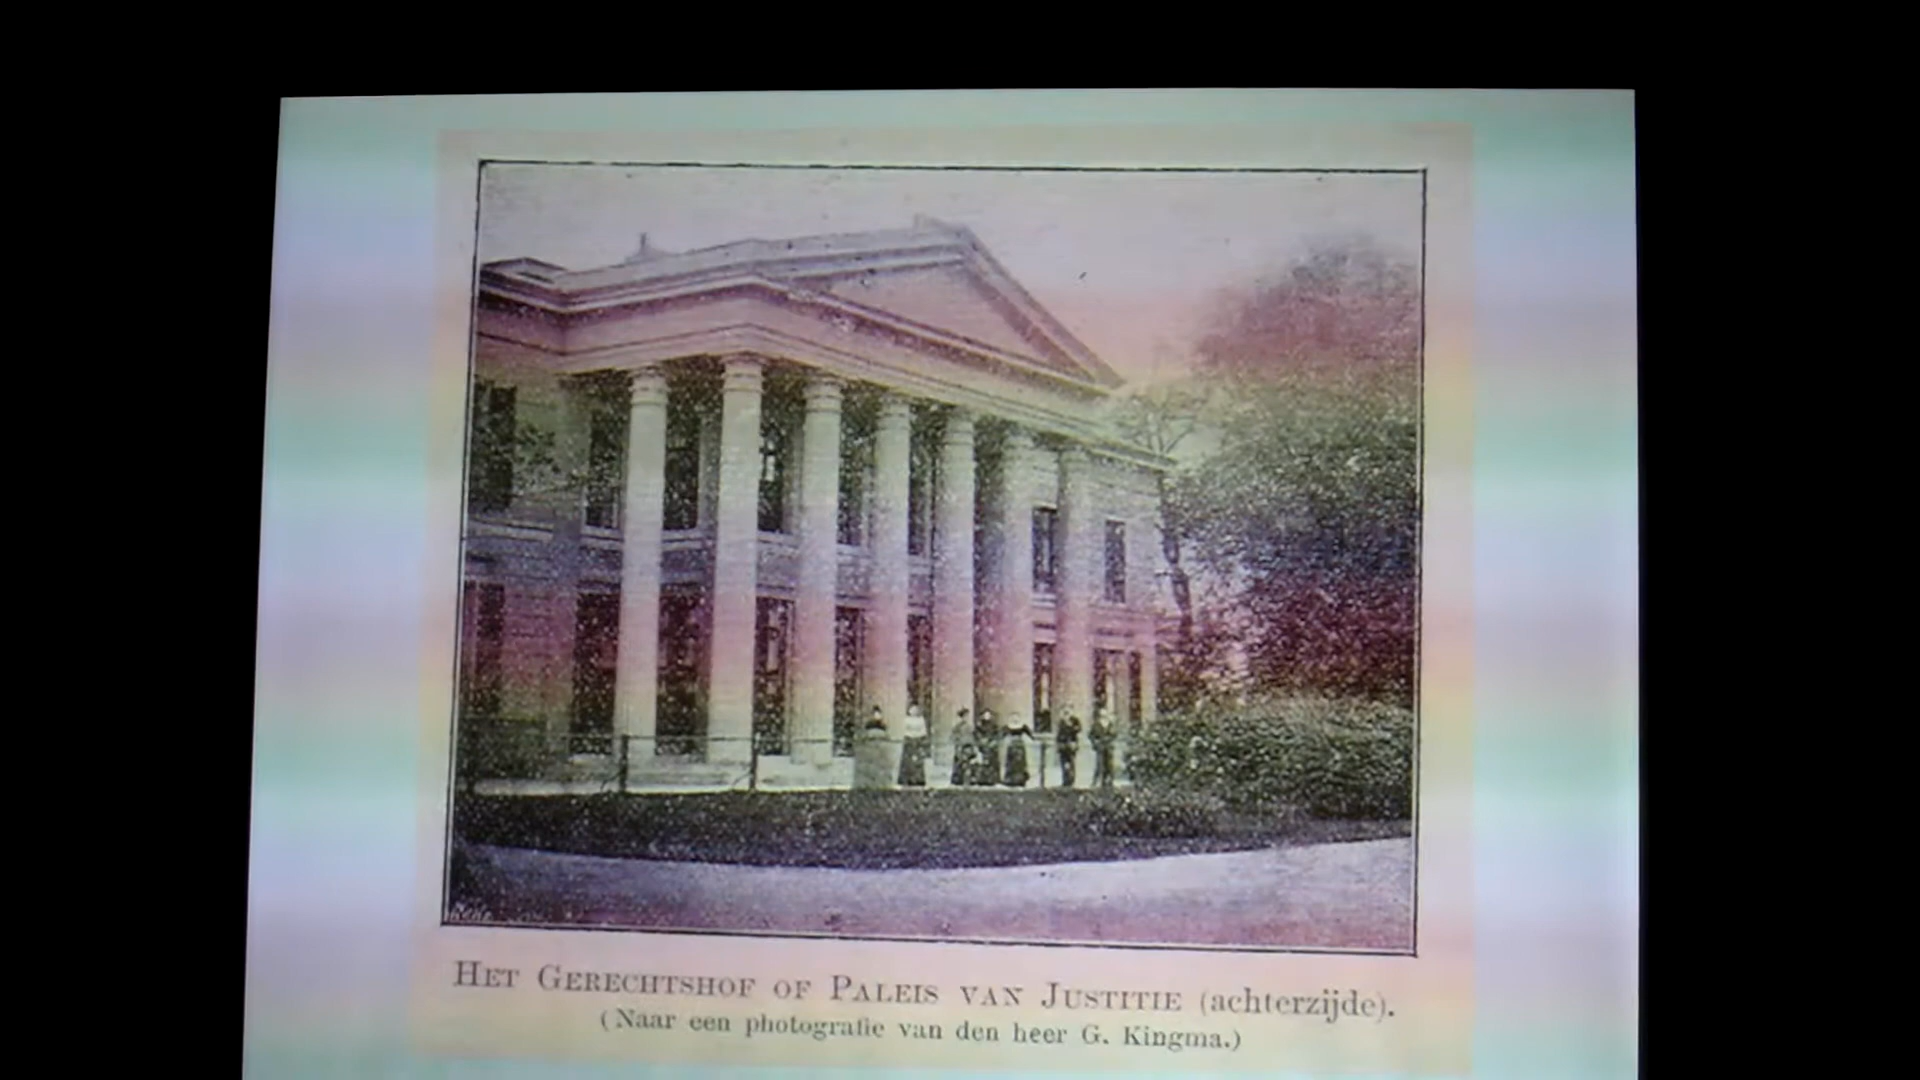 HET GERECHTSHOF OF PALEIS VAN JUSTITIE (achterzijde).
(Naar een photografie van den heer G. Kingma.)